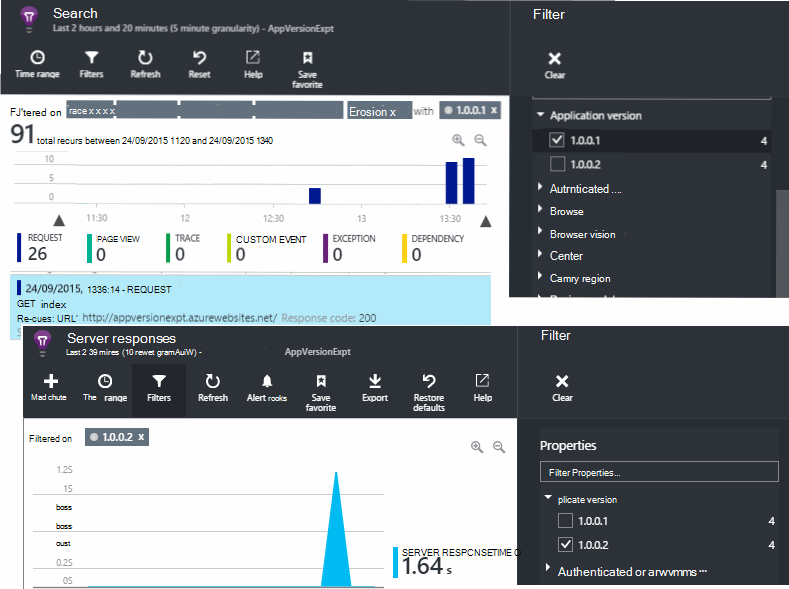 Search
Last 2 hours and 20 minutes (5 minute granularity) - AppVersionExpt
Time range
Filters
Refresh
Reset
Help
Save
favorite
Filter
Clear
FJ'tered on
race x x x x
Erosion x
with
1.0.0.1 x
91 total recurs between 24/09/2015 1120 and 24/09/2015 1340
10
5
0
11:30
12
12:30
13
13:30
REQUEST
26
PAGE VIEW
0
TRACE
0
CUSTOM EVENT
0
EXCEPTION
0
DEPENDENCY
0
24/09/2015, 1336:14 - REQUEST
GET index
Re-cues: URL' http://appversionexpt.azurewebsites.net/ Response code: 200
Application version
1.0.0.1 4
1.0.0.2 4
Autrnticated ....
Browse
Browser vision
Center
Camry region
Server responses
Last 2 39 mires (10 rewet gramAuiW) - AppVersionExpt
Mad chute
The range
Filters
Refresh
Alert rooks
Save
favorite
Export
Restore
defaults
Help
Filter
Clear
Filtered on
1.0.0.2 x
1.2S
1S
boss
boss
oust
0.2S
0S
SERVER RESPCNSETIME O
1.64 s
Properties
Filter Properties...
plicate version
1.0.0.1 4
1.0.0.2 4
Authenticated or arwvmms ...